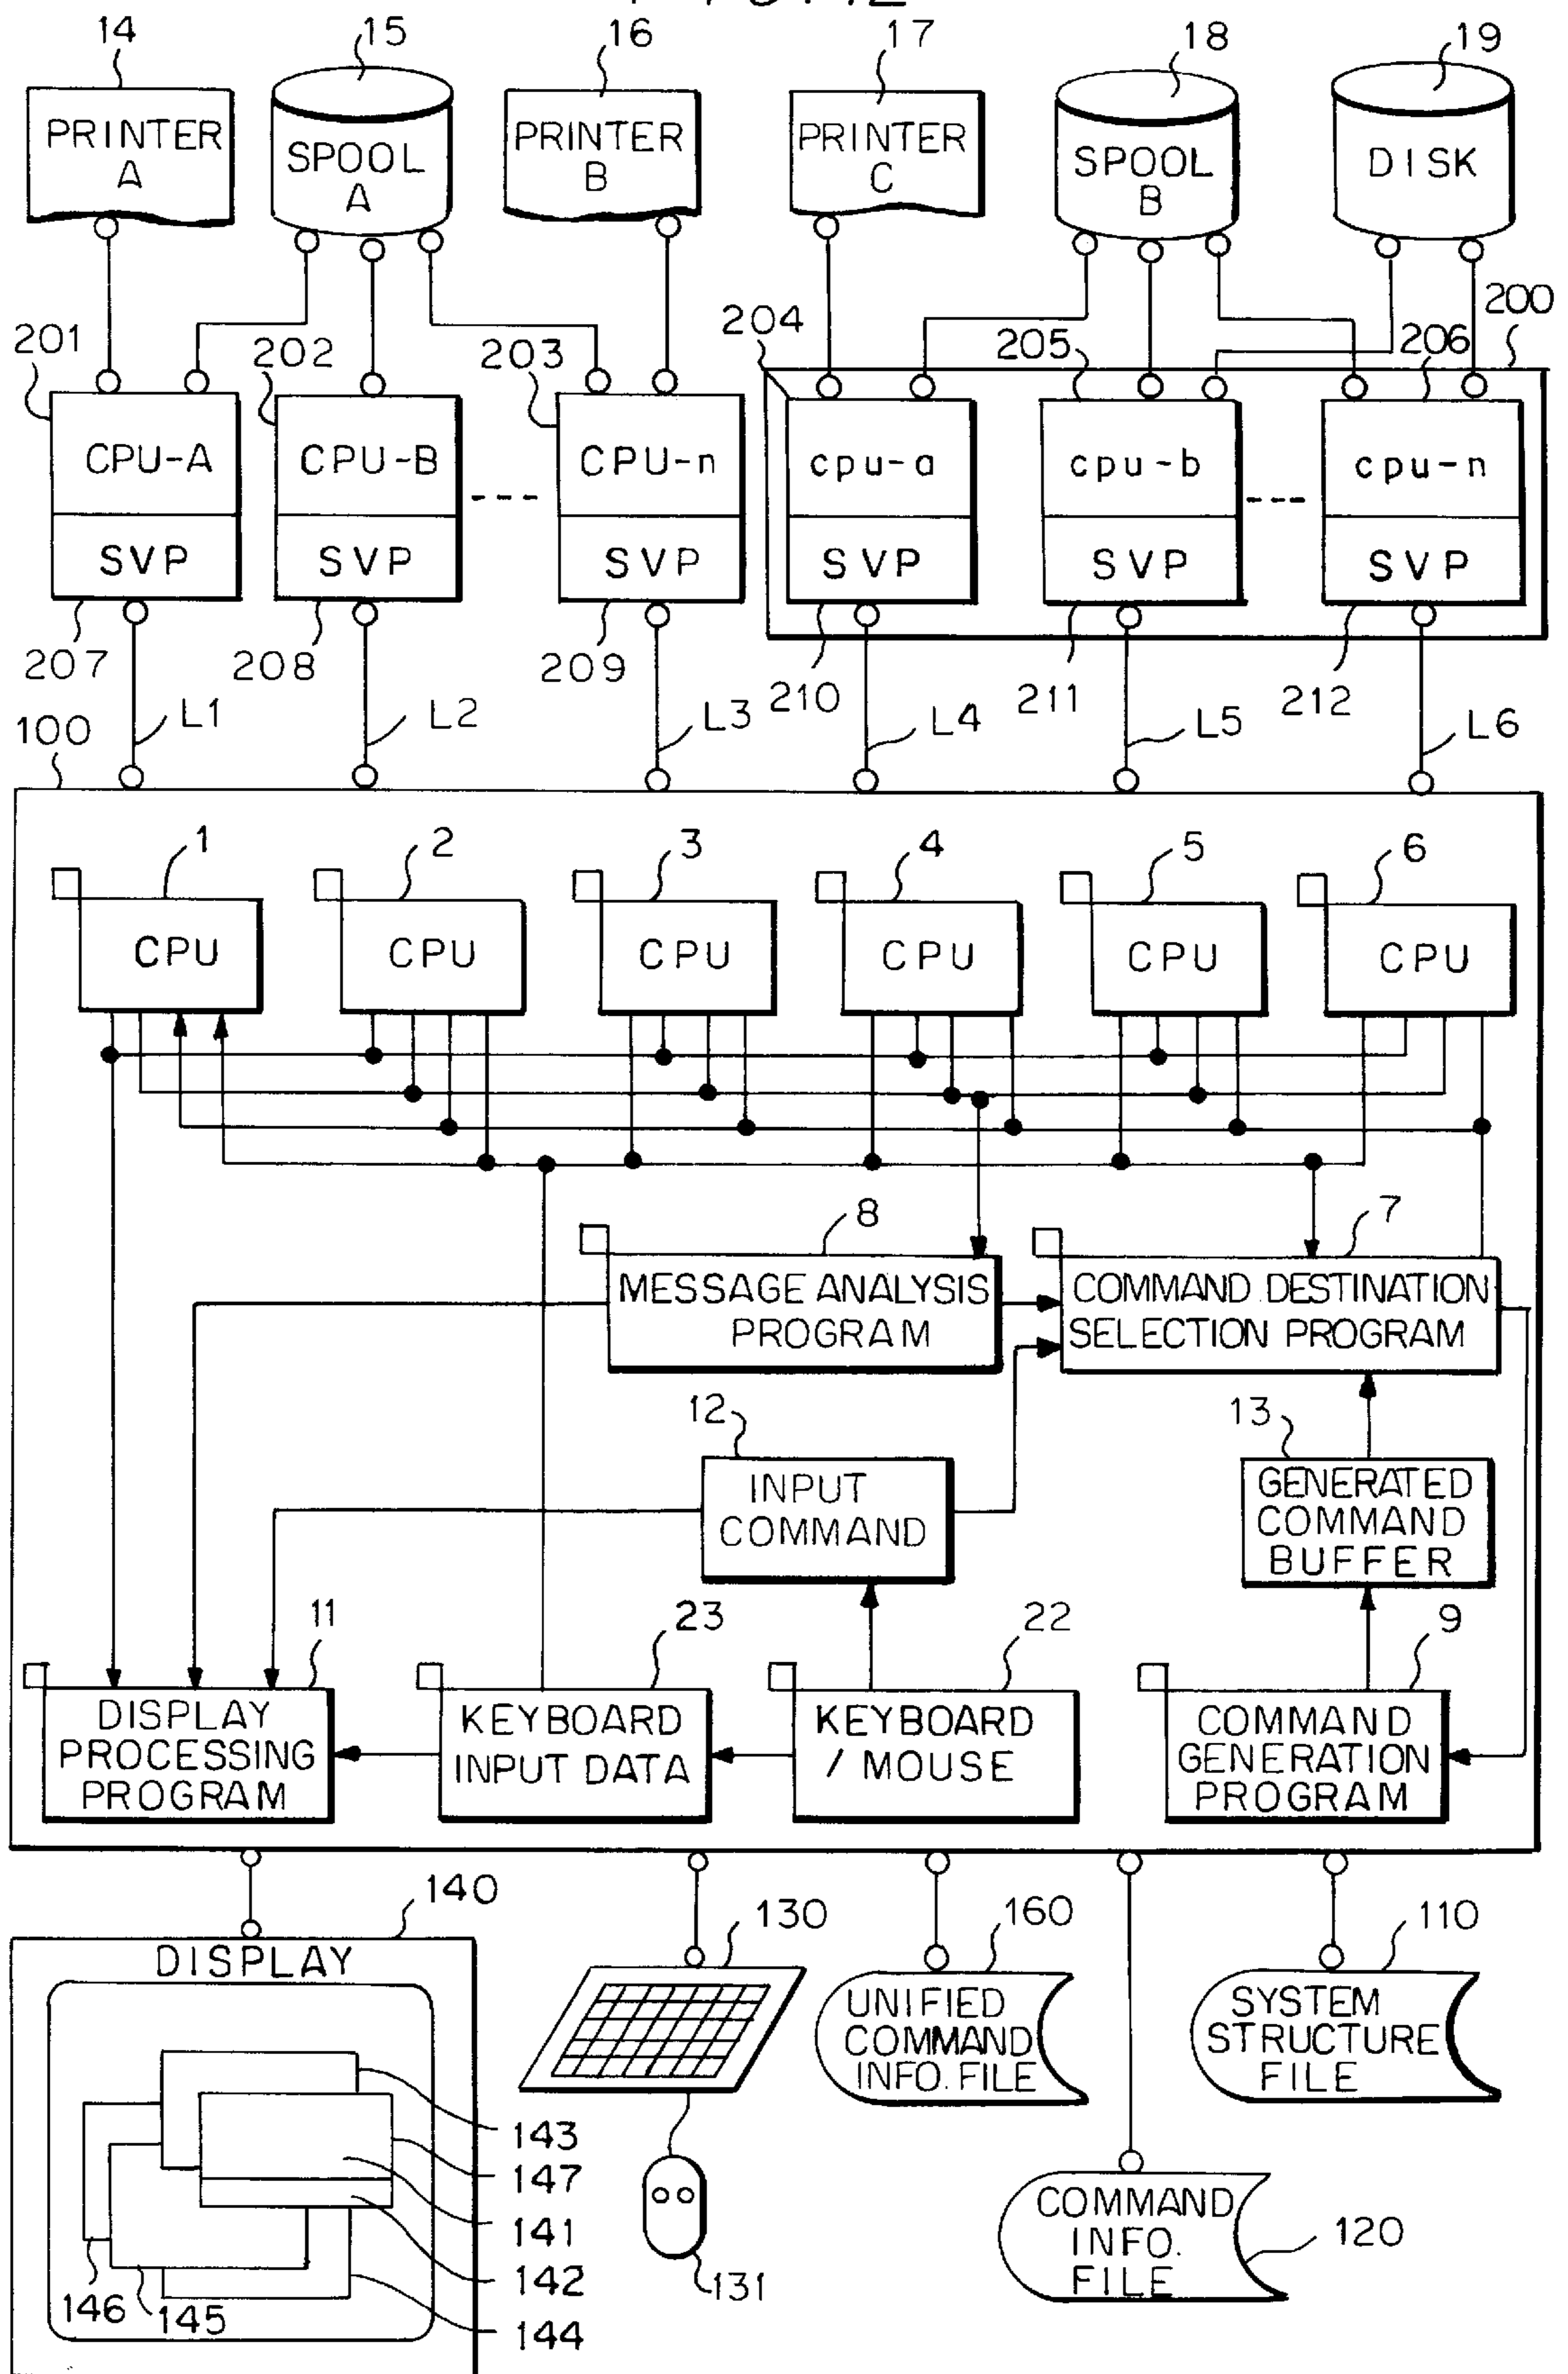 14
15
16
17
18
19
PRINTER
A
SPOOL
A
PRINTER
B
PRINTER
C
SPOOL
B
DISK
200
201
202
203
204
205
206
CPU-A
CPU-B
---
CPU-n
cpu-a
cpu-b
---
cpu-n
SVP
SVP
SVP
SVP
SVP
SVP
207
208
209
210
211
212
100
L1
L2
L3
L4
L5
L6
1
2
3
4
5
6
CPU
CPU
CPU
CPU
CPU
CPU
8
7
MESSAGE ANALYSIS
PROGRAM
COMMAND DESTINATION
SELECTION PROGRAM
12
13
INPUT
COMMAND
GENERATED
COMMAND
BUFFER
11
23
22
9
DISPLAY
PROCESSING
PROGRAM
KEYBOARD
INPUT DATA
KEYBOARD
/ MOUSE
COMMAND
GENERATION
PROGRAM
140
130
160
110
DISPLAY
UNIFIED
COMMAND
INFO. FILE
SYSTEM
STRUCTURE
FILE
143
147
141
142
144
146
145
131
COMMAND
INFO.
FILE
120